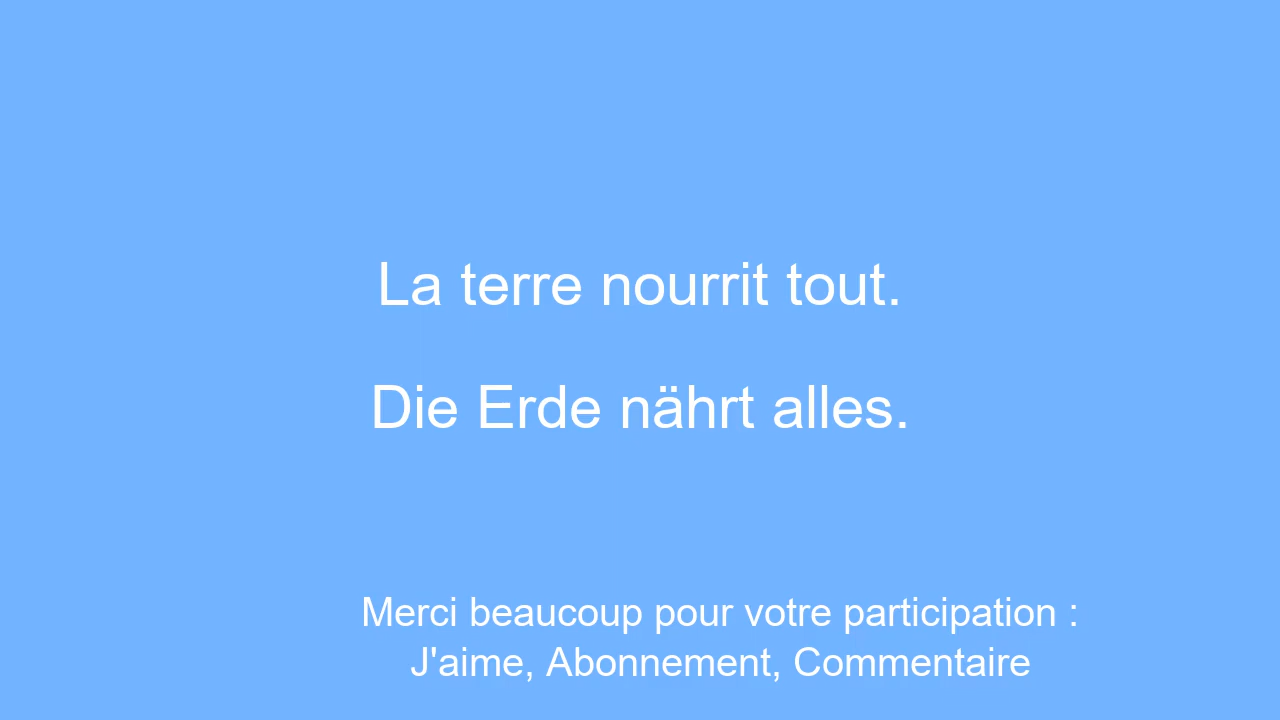 La terre nourrit tout.
Die Erde nährt alles.
Merci beaucoup pour votre participation :
J'aime, Abonnement, Commentaire